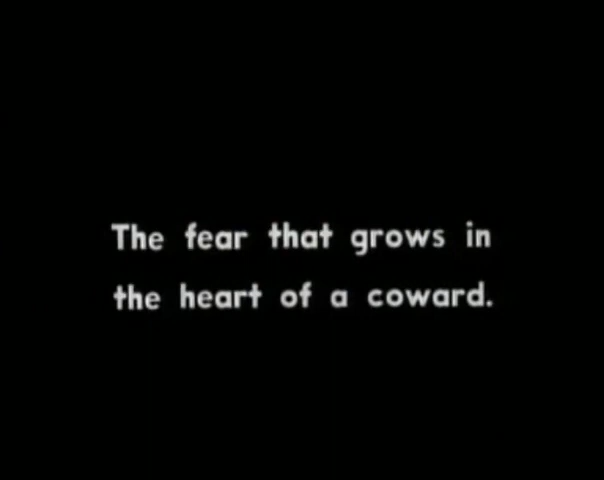 The fear that grows in
the heart of a coward.